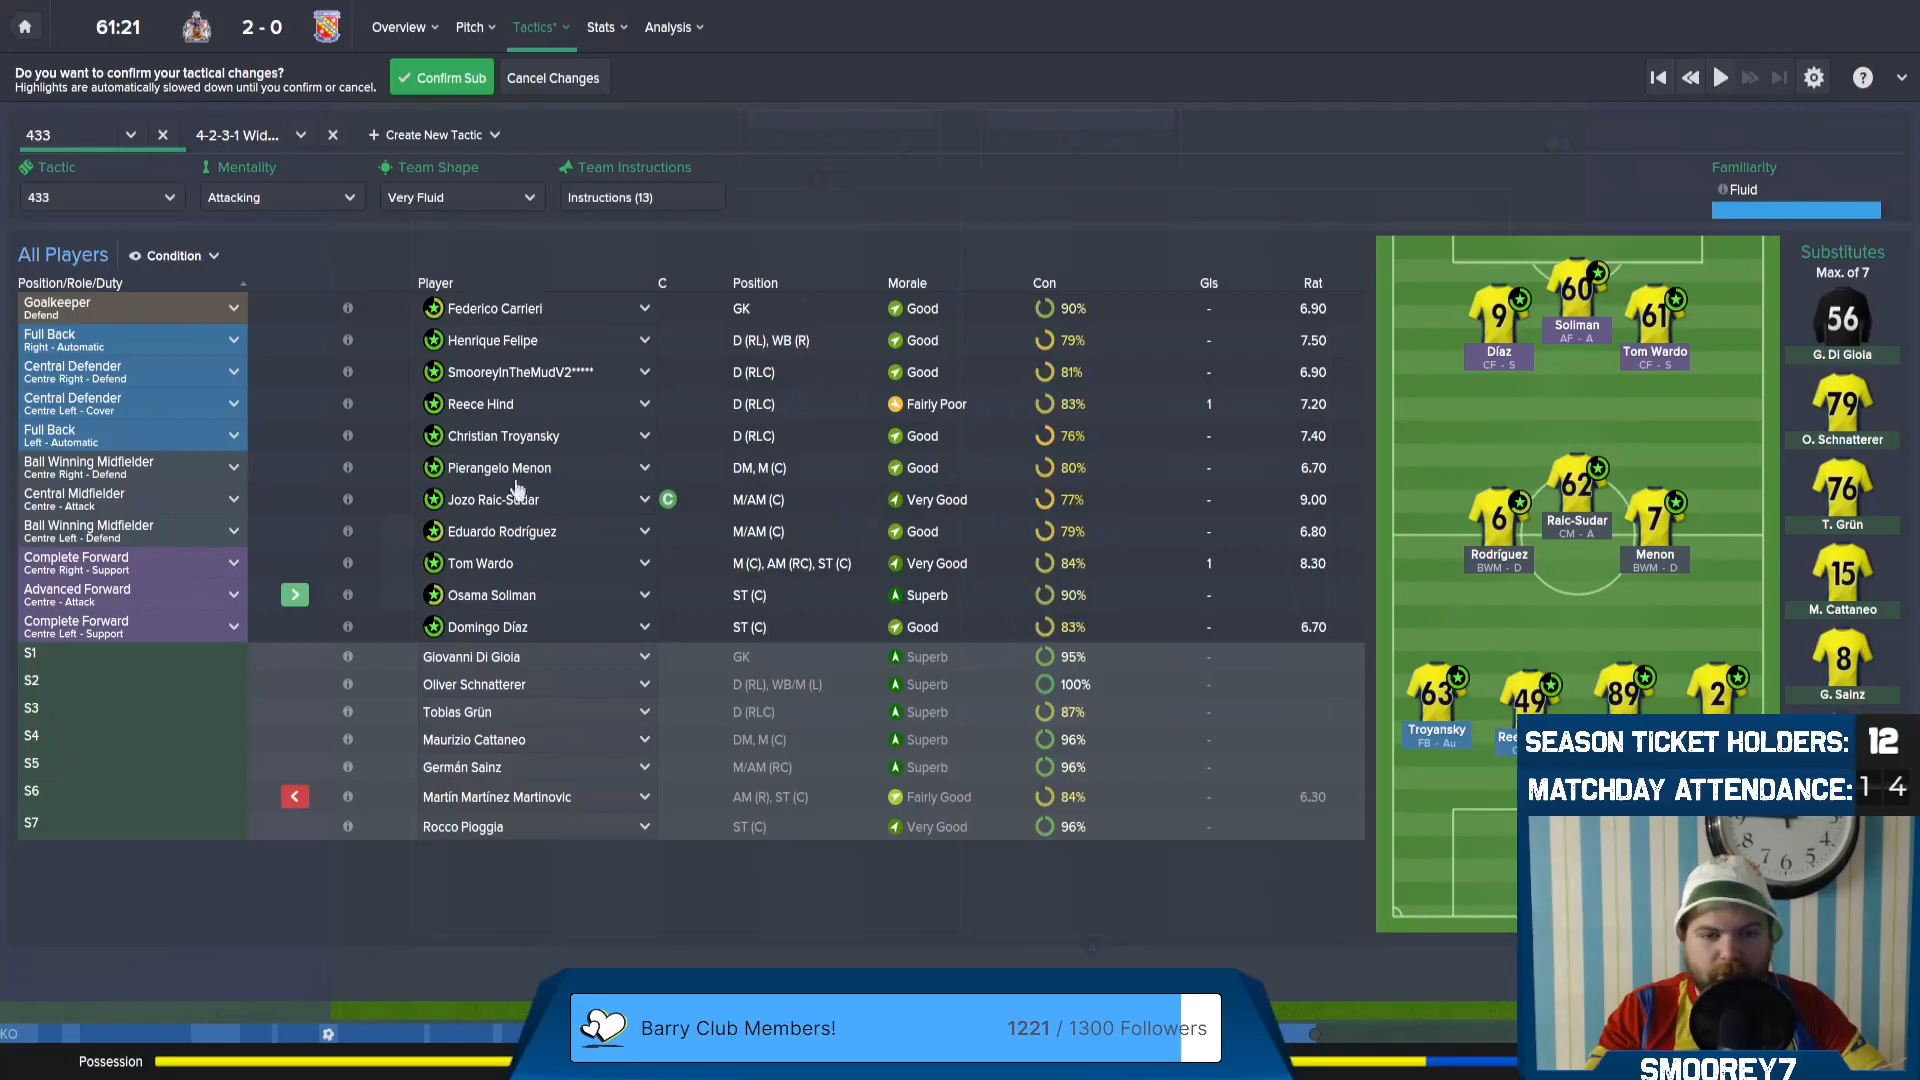 61:21
2 - 0
Overview
Pitch
Tactics*
Stats
Analysis
Do you want to confirm your tactical changes?
Highlights are automatically slowed down until you confirm or cancel.
Confirm Sub
Cancel Changes
433
4-2-3-1 Wid...
Create New Tactic
Tactic
Mentality
Team Shape
Team Instructions
Familiarity
433
Attacking
Very Fluid
Instructions (13)
Fluid
All Players
Condition
Position/Role/Duty Player C Position Morale Con Gls Rat
Goalkeeper
Defend
Federico Carrieri GK Good 90% - 6.90
Full Back
Right - Automatic
Henrique Felipe D (RL), WB (R) Good 79% - 7.50
Central Defender
Centre Right - Defend
SmooreyInTheMudV2***** D (RLC) Good 81% - 6.90
Central Defender
Centre Left - Cover
Reece Hind D (RLC) Fairly Poor 83% 1 7.20
Full Back
Left - Automatic
Christian Troyansky D (RLC) Good 76% - 7.40
Ball Winning Midfielder
Centre Right - Defend
Pierangelo Menon DM, M (C) Good 80% - 6.70
Central Midfielder
Centre - Attack
Jozo Raic-Sudar C M/AM (C) Very Good 77% - 9.00
Ball Winning Midfielder
Centre Left - Defend
Eduardo Rodríguez M/AM (C) Good 79% - 6.80
Complete Forward
Centre Right - Support
Tom Wardo M (C), AM (RC), ST (C) Very Good 84% 1 8.30
Advanced Forward
Centre - Attack
Osama Soliman ST (C) Superb 90% -
Complete Forward
Centre Left - Support
Domingo Díaz ST (C) Good 83% - 6.70
S1 Giovanni Di Gioia GK Superb 95% -
S2 Oliver Schnatterer D (RL), WB/M (L) Superb 100% -
S3 Tobias Grün D (RLC) Superb 87% -
S4 Maurizio Cattaneo DM, M (C) Superb 96% -
S5 Germán Sainz M/AM (RC) Superb 96% -
S6 Martín Martínez Martinovic AM (R), ST (C) Fairly Good 84% - 6.30
S7 Rocco Pioggia ST (C) Very Good 96% -
60
Soliman
AF - A
9
Díaz
CF - S
61
Tom Wardo
CF - S
62
Raic-Sudar
CM - A
6
Rodríguez
BWM - D
7
Menon
BWM - D
63
Troyansky
FB - Au
49
89
2
Substitutes
Max. of 7
56
G. Di Gioia
79
O. Schnatterer
76
T. Grün
15
M. Cattaneo
8
G. Sainz
SEASON TICKET HOLDERS: 12
MATCHDAY ATTENDANCE: 14
SMOOREY7
Barry Club Members!
1221 / 1300 Followers
KO
Possession